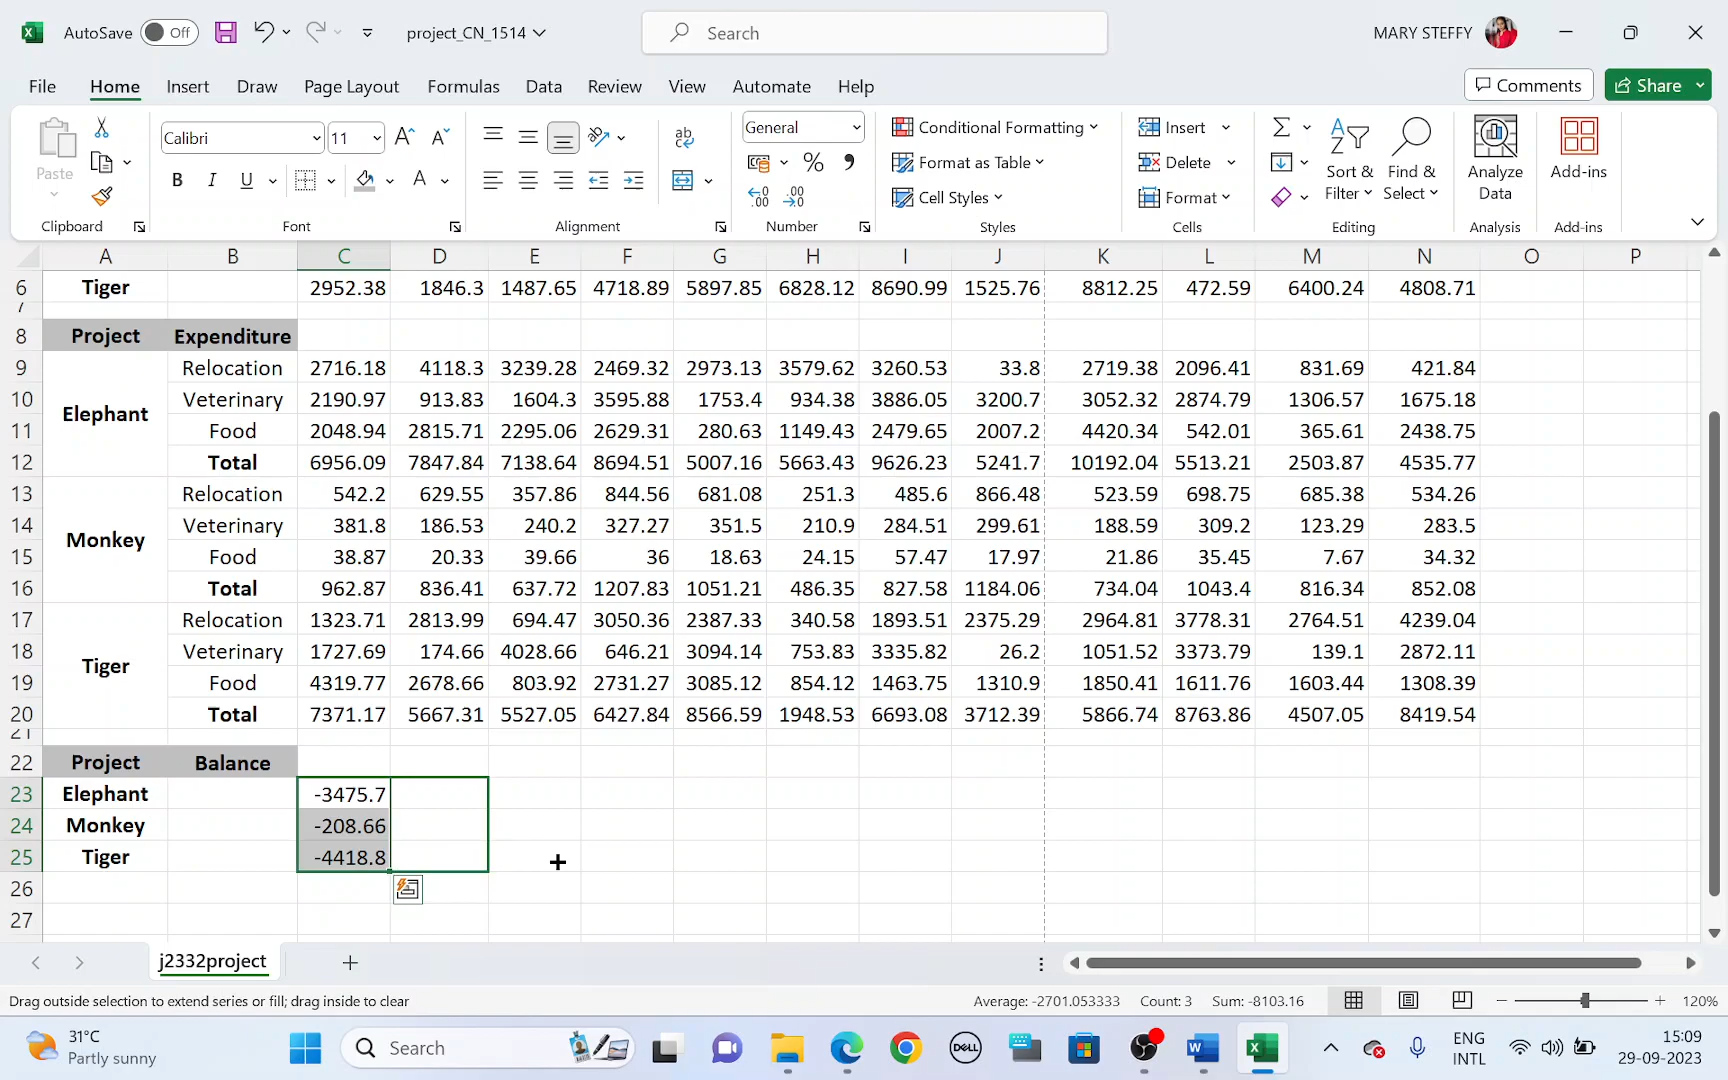 AutoSave Off project_CN_1514 Search MARY STEFFY
File Home Insert Draw Page Layout Formulas Data Review View Automate Help Comments Share
Calibri 11 General Conditional Formatting Insert
Paste Format as Table Delete Sort & Find & Analyze Add-ins
B I U A Cell Styles Format Filter Select Data
Clipboard Font Alignment Number Styles Cells Editing Analysis Add-ins
A B C D E F G H I J K L M N O P
6 Tiger 2952.38 1846.3 1487.65 4718.89 5897.85 6828.12 8690.99 1525.76 8812.25 472.59 6400.24 4808.71
7
8 Project Expenditure
9 Relocation 2716.18 4118.3 3239.28 2469.32 2973.13 3579.62 3260.53 33.8 2719.38 2096.41 831.69 421.84
10 Elephant Veterinary 2190.97 913.83 1604.3 3595.88 1753.4 934.38 3886.05 3200.7 3052.32 2874.79 1306.57 1675.18
11 Food 2048.94 2815.71 2295.06 2629.31 280.63 1149.43 2479.65 2007.2 4420.34 542.01 365.61 2438.75
12 Total 6956.09 7847.84 7138.64 8694.51 5007.16 5663.43 9626.23 5241.7 10192.04 5513.21 2503.87 4535.77
13 Relocation 542.2 629.55 357.86 844.56 681.08 251.3 485.6 866.48 523.59 698.75 685.38 534.26
14 Monkey Veterinary 381.8 186.53 240.2 327.27 351.5 210.9 284.51 299.61 188.59 309.2 123.29 283.5
15 Food 38.87 20.33 39.66 36 18.63 24.15 57.47 17.97 21.86 35.45 7.67 34.32
16 Total 962.87 836.41 637.72 1207.83 1051.21 486.35 827.58 1184.06 734.04 1043.4 816.34 852.08
17 Relocation 1323.71 2813.99 694.47 3050.36 2387.33 340.58 1893.51 2375.29 2964.81 3778.31 2764.51 4239.04
18 Tiger Veterinary 1727.69 174.66 4028.66 646.21 3094.14 753.83 3335.82 26.2 1051.52 3373.79 139.1 2872.11
19 Food 4319.77 2678.66 803.92 2731.27 3085.12 854.12 1463.75 1310.9 1850.41 1611.76 1603.44 1308.39
20 Total 7371.17 5667.31 5527.05 6427.84 8566.59 1948.53 6693.08 3712.39 5866.74 8763.86 4507.05 8419.54
21
22 Project Balance
23 Elephant -3475.7
24 Monkey -208.66
25 Tiger -4418.8
26
27
j2332project
Drag outside selection to extend series or fill; drag inside to clear Average: -2701.053333 Count: 3 Sum: -8103.16 120%
31°C Partly sunny Search DELL ENG INTL 15:09 29-09-2023